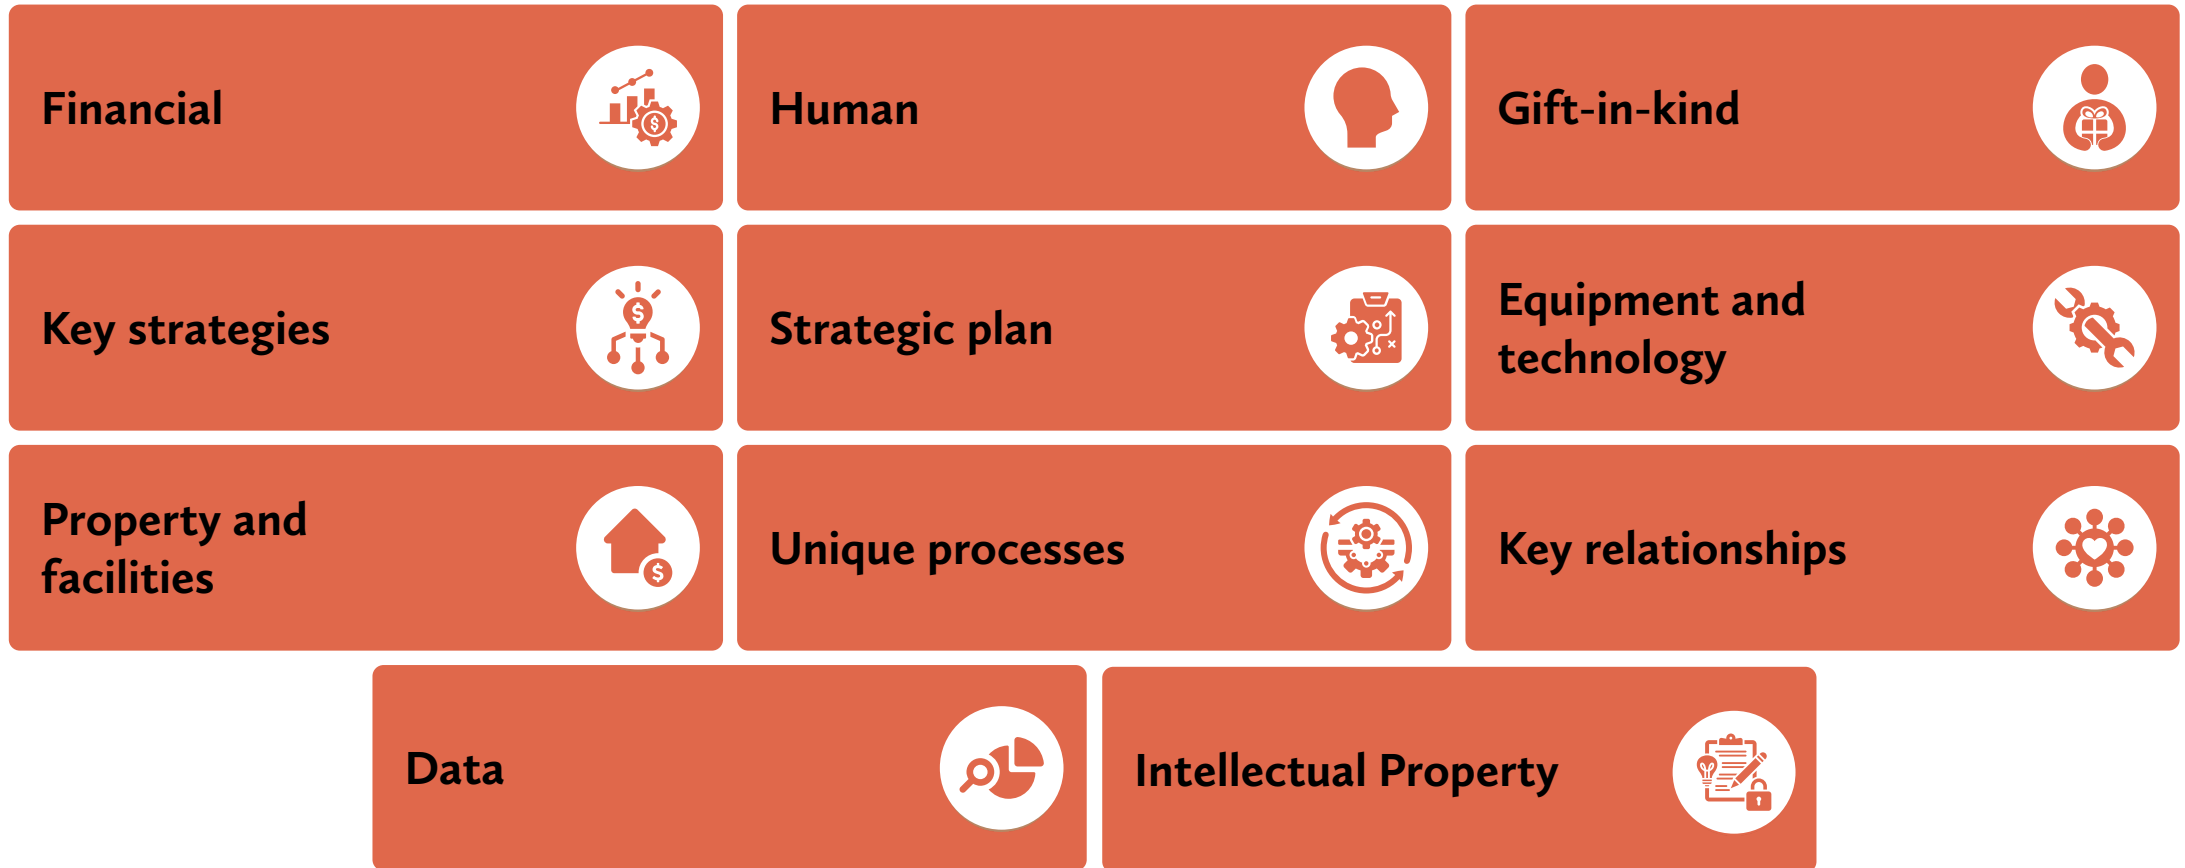 Financial
Human
Gift-in-kind
Key strategies
Strategic plan
Equipment and
technology
Property and
facilities
Unique processes
Key relationships
Data
Intellectual Property